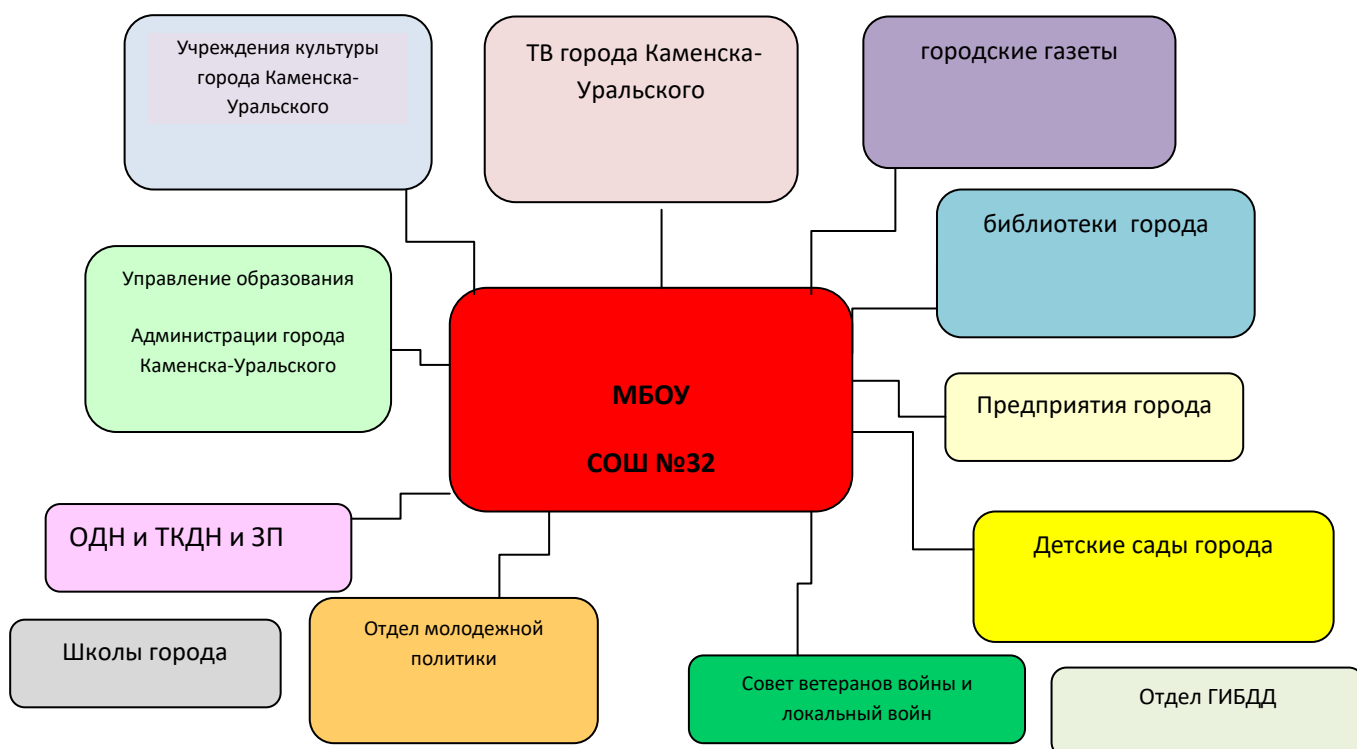 Учреждения культуры
города Каменска-
Уральского
ТВ города Каменска-
Уральского
городские газеты
библиотеки города
Управление образования
Администрации города
Каменска-Уральского
МБОУ
СОШ №32
Предприятия города
ОДН и ТКДН и ЗП
Детские сады города
Школы города
Отдел молодежной
политики
Совет ветеранов войны и
локальный войн
Отдел ГИБДД